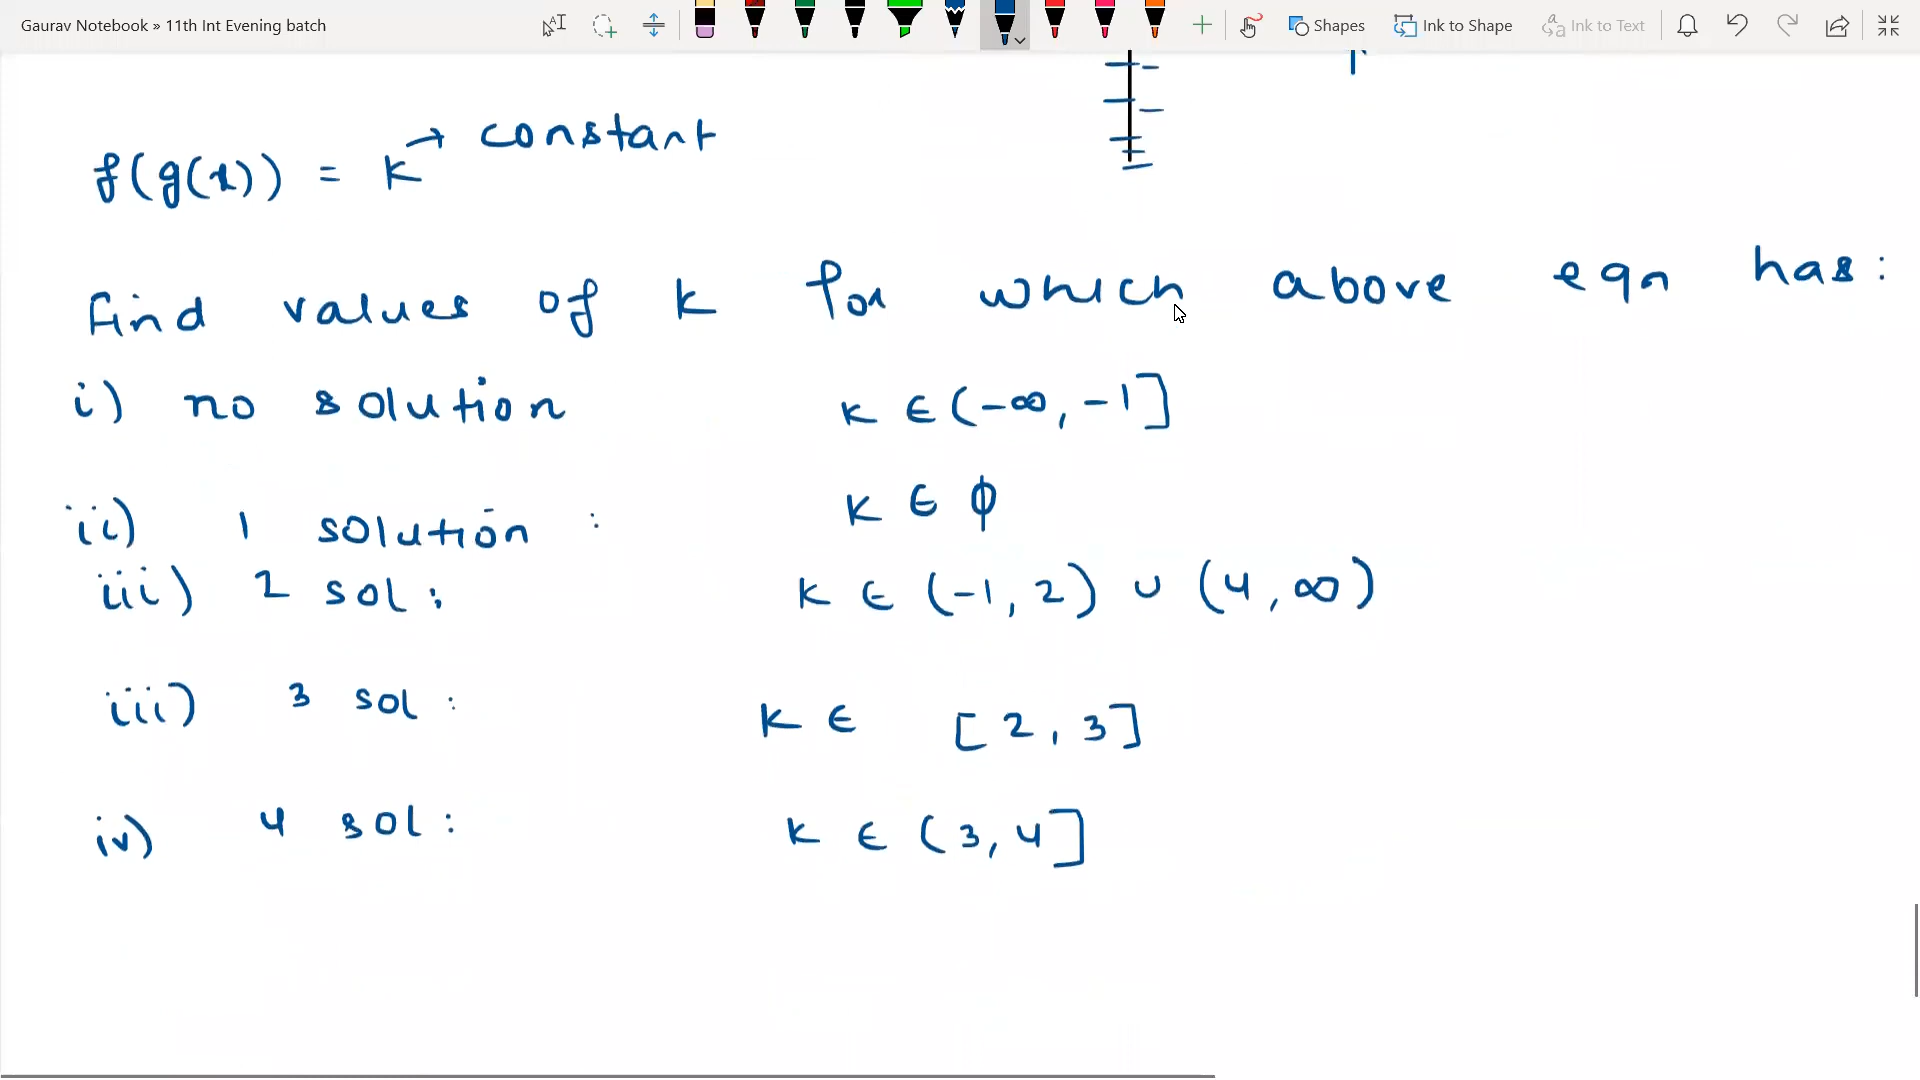 Gaurav Notebook » 11th Int Evening batch
Shapes
Ink to Shape
Ink to Text
f(g(x)) = K → constant
Find values of k for which above eqn has:
i) no solution K ∈ (-∞, -1]
ii) 1 solution : K ∈ ϕ
iii) 2 sol : K ∈ (-1, 2) ∪ (4, ∞)
iii) 3 sol : K ∈ [2, 3]
iv) 4 sol : K ∈ (3, 4]